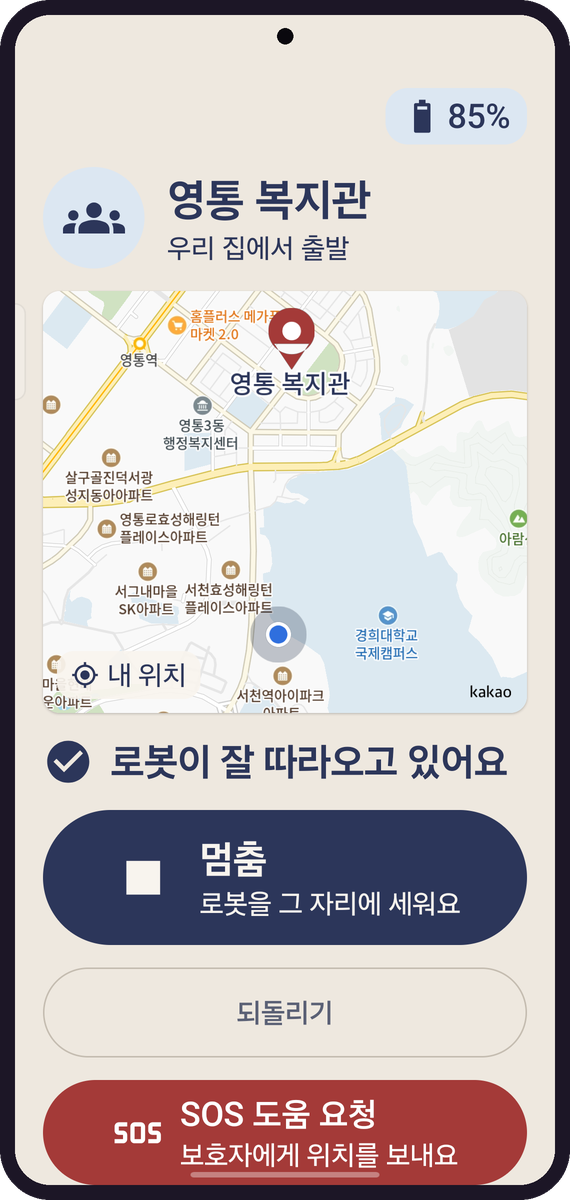 85%
영통 복지관
우리 집에서 출발
홈플러스 메가푸
마켓 2.0
영통역
영통 복지관
영통3동
행정복지센터
살구골진덕서광
성지동아아파트
영통로효성해링턴
플레이스아파트
아람
서그내마을
SK아파트
서천효성해링턴
플레이스아파트
경희대학교
국제캠퍼스
내 위치
운아파트
서천역아이파크
아파트
kakao
로봇이 잘 따라오고 있어요
멈춤
로봇을 그 자리에 세워요
되돌리기
SOS
SOS 도움 요청
보호자에게 위치를 보내요